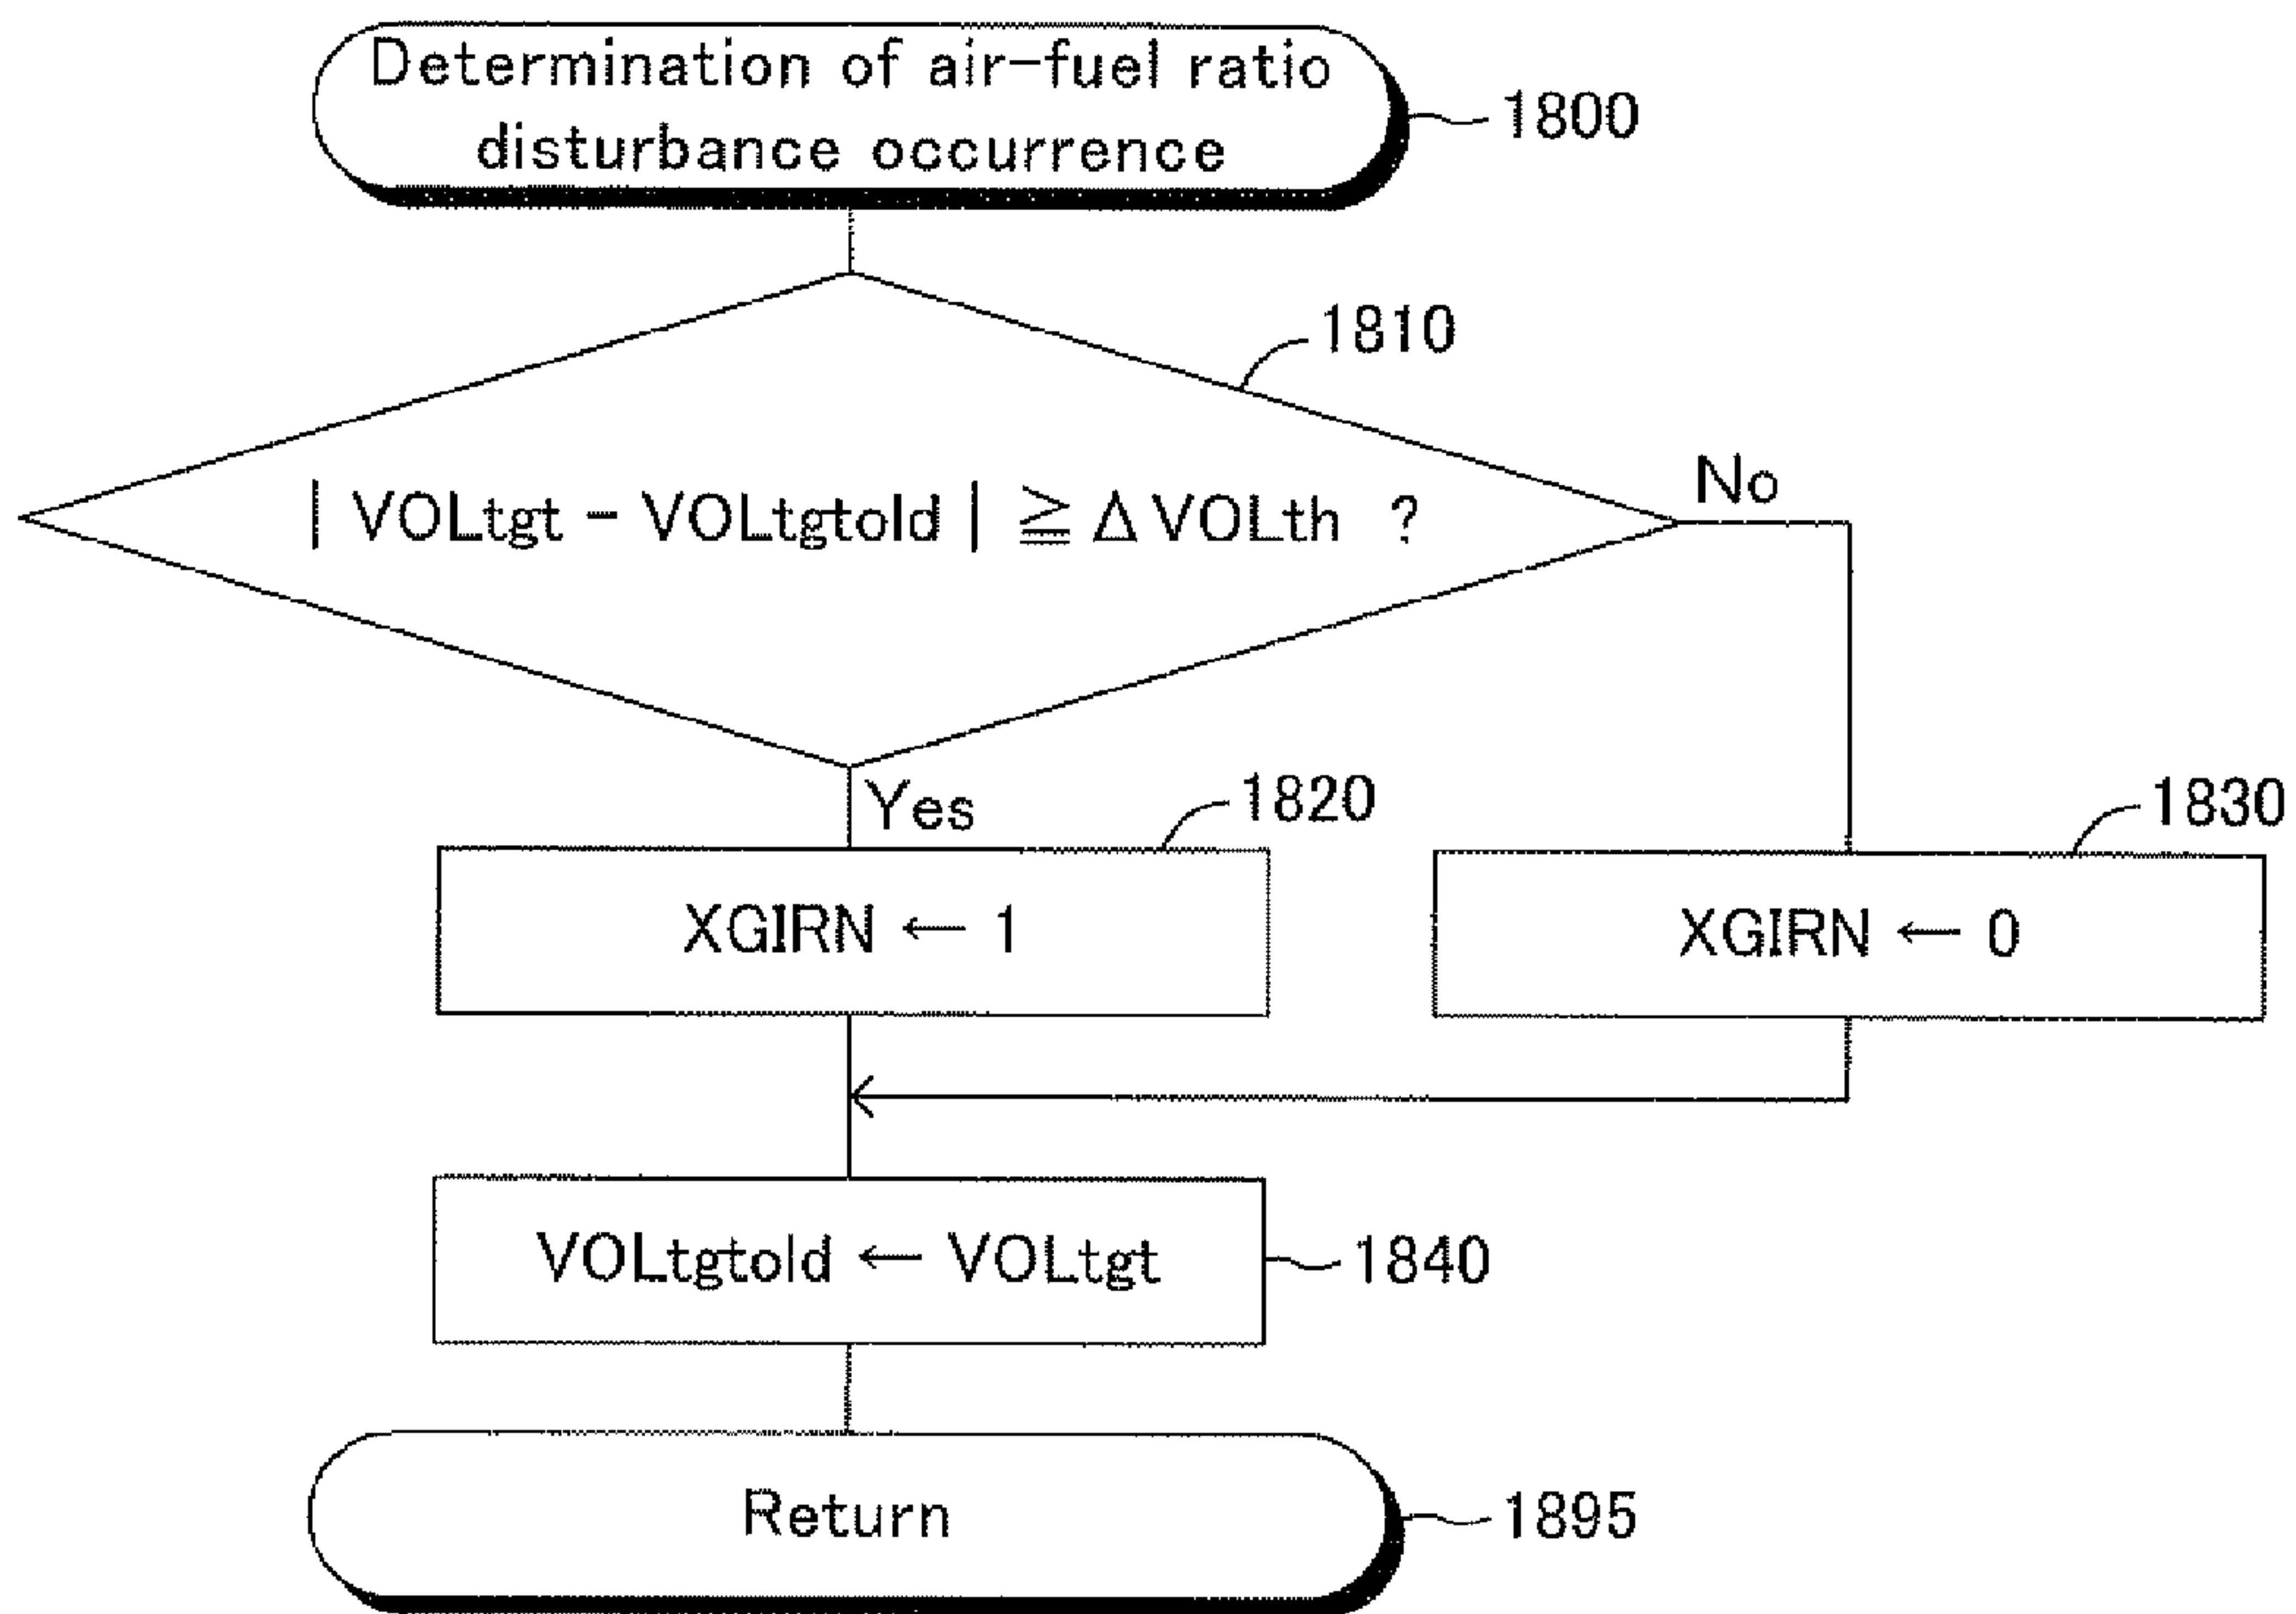 Determination of air-fuel ratio
disturbance occurrence
1800
1810
| VOLtgt - VOLtgtold | ≧ Δ VOLth ?
No
Yes
1820
1830
XGIRN ← 1
XGIRN ← 0
VOLtgtold ← VOLtgt
1840
Return
1895